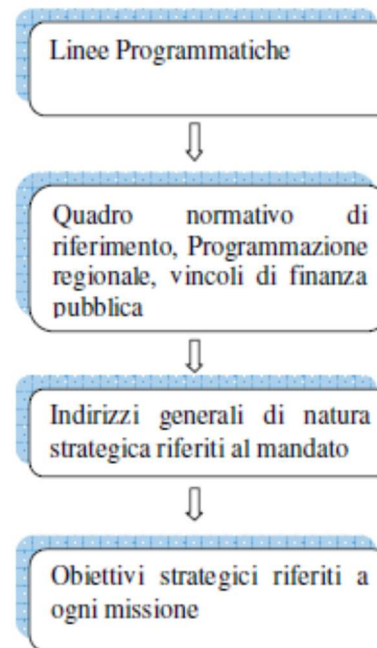 Linee Programmatiche
Quadro normativo di
riferimento, Programmazione
regionale, vincoli di finanza
pubblica
Indirizzi generali di natura
strategica riferiti al mandato
Obiettivi strategici riferiti a
ogni missione